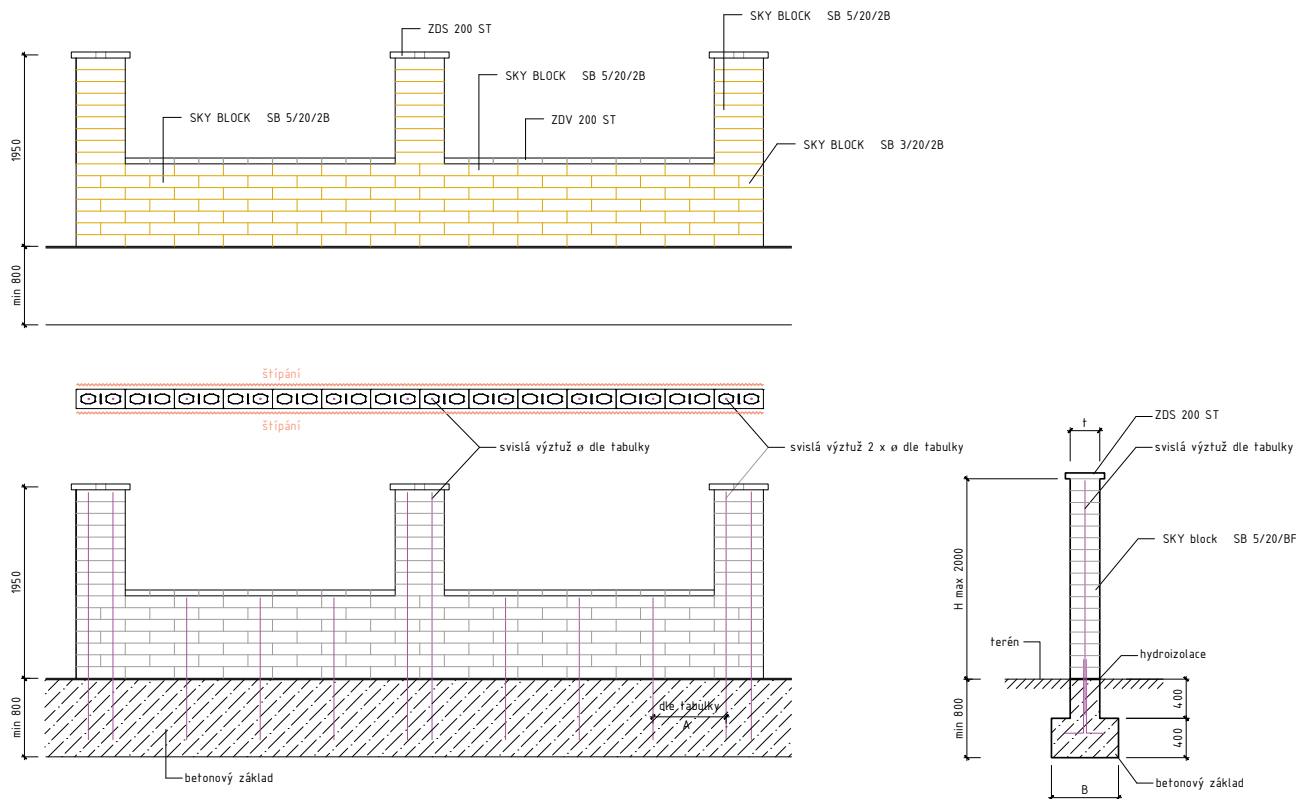 SKY BLOCK SB 5/20/2B
ZDS 200 ST
SKY BLOCK SB 5/20/2B
SKY BLOCK SB 5/20/2B
ZDV 200 ST
SKY BLOCK SB 3/20/2B
1950
min 800
štípání
štípání
svislá výztuž ø dle tabulky
svislá výztuž 2 x ø dle tabulky
1950
min 800
dle tabulky
A
betonový základ
t
ZDS 200 ST
svislá výztuž dle tabulky
SKY block SB 5/20/BF
H max 2000
terén
hydroizolace
min 800
400
400
B
betonový základ